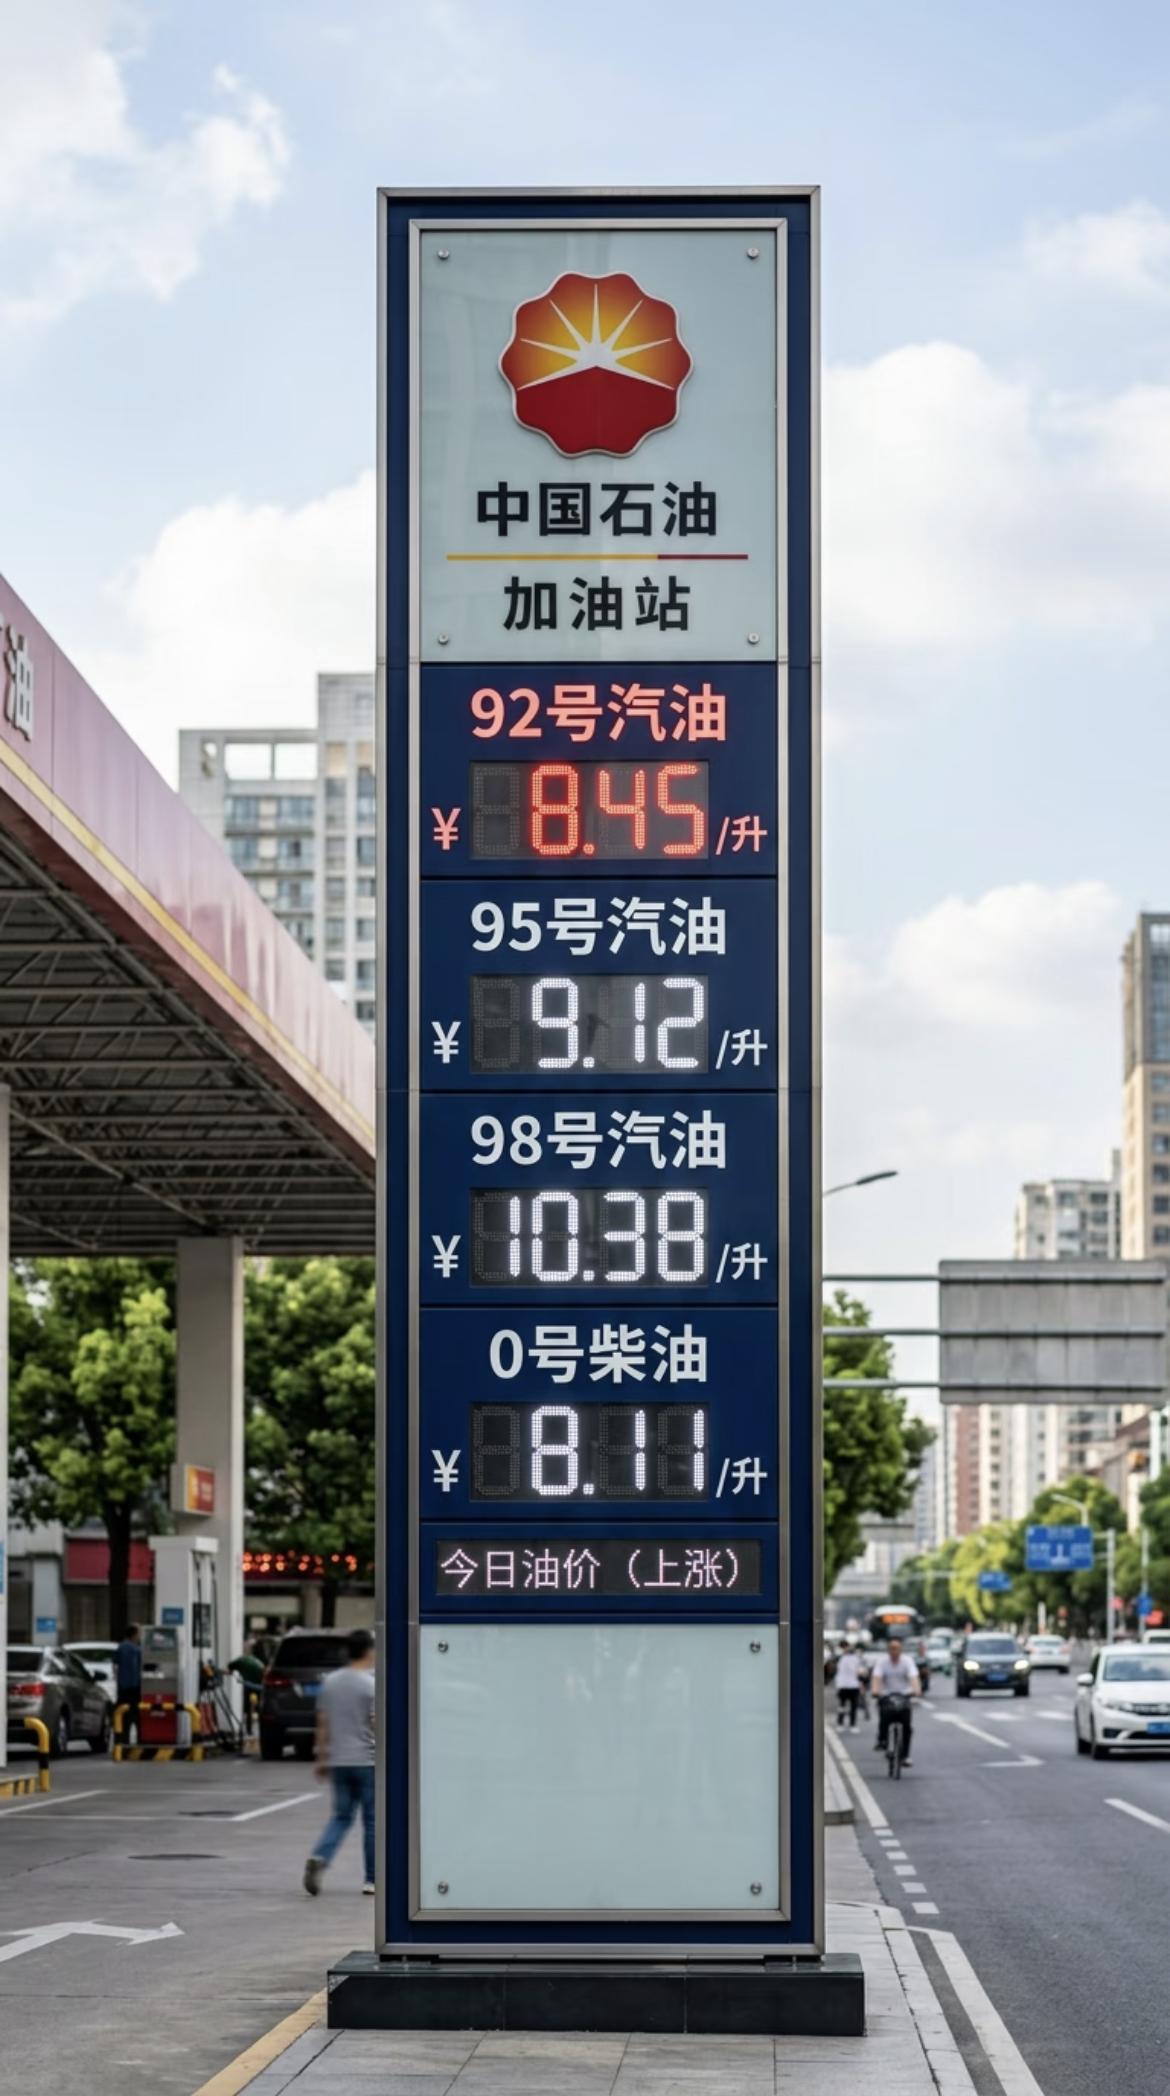 中国石油
加油站
92号汽油
¥ 8.45 /升
95号汽油
¥ 9.12 /升
98号汽油
¥ 10.38 /升
0号柴油
¥ 8.11 /升
今日油价（上涨）
油